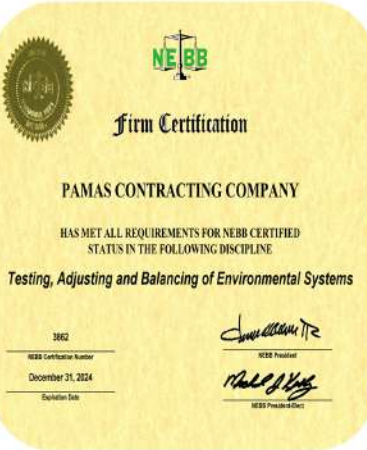 NEBB
Firm Certification
PAMAS CONTRACTING COMPANY
HAS MET ALL REQUIREMENTS FOR NEBB CERTIFIED
STATUS IN THE FOLLOWING DISCIPLINE
Testing, Adjusting and Balancing of Environmental Systems
3862
NEBB Certification Number
NEBB President
December 31, 2024
Expiration Date
NEBB President-Elect